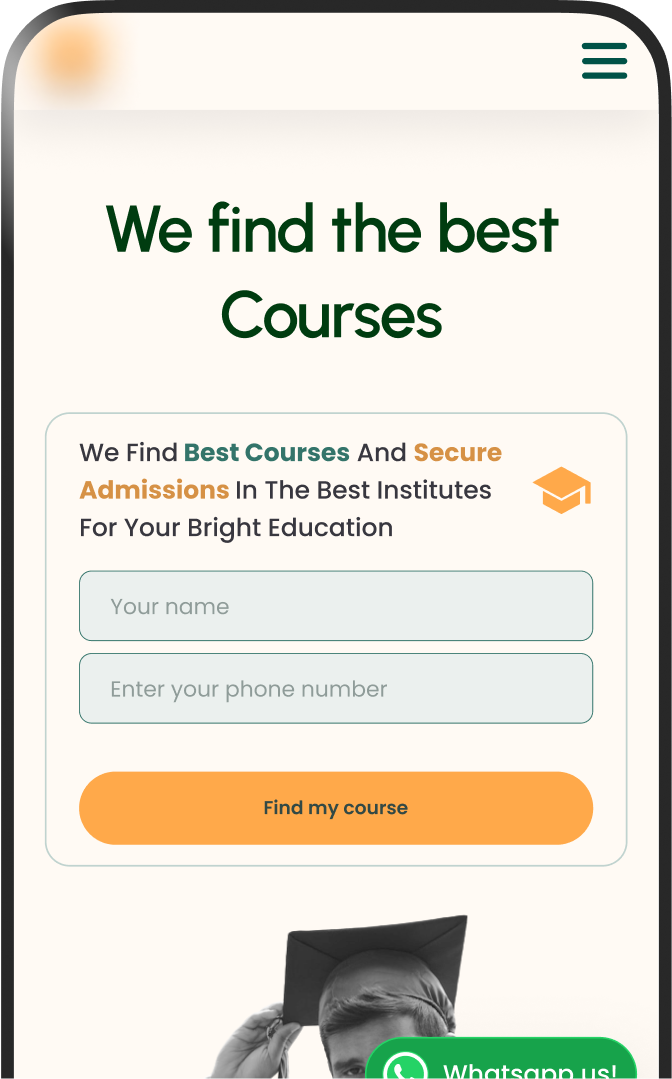 We find the best
Courses
We Find Best Courses And Secure
Admissions In The Best Institutes
For Your Bright Education
Your name
Enter your phone number
Find my course
Whatsapp us!